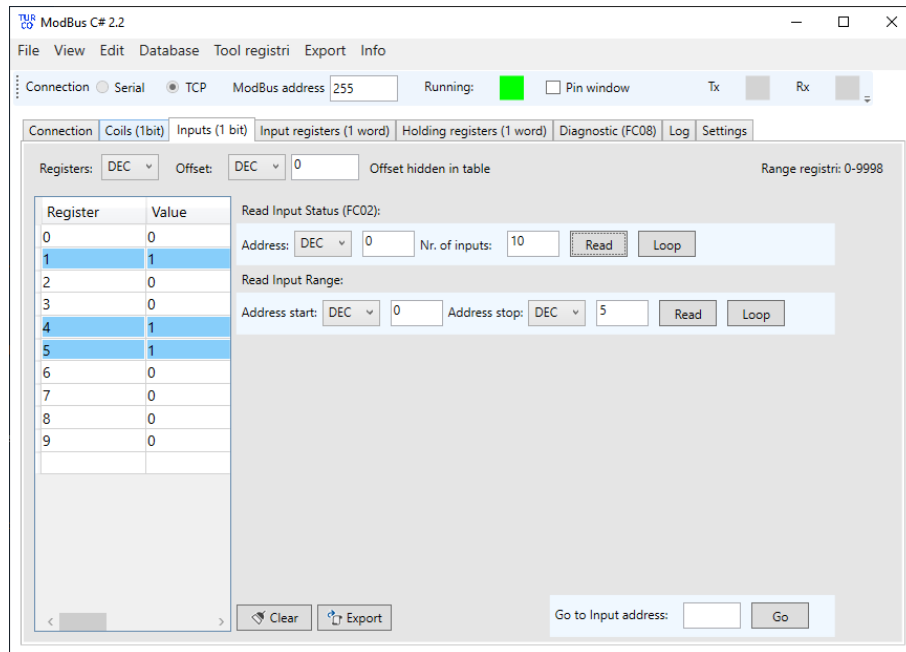 TUR
CO
ModBus C# 2.2
File View Edit Database Tool registri Export Info
Connection Serial TCP ModBus address 255 Running: Pin window Tx Rx
Connection Coils (1bit) Inputs (1 bit) Input registers (1 word) Holding registers (1 word) Diagnostic (FC08) Log Settings
Registers: DEC Offset: DEC 0 Offset hidden in table Range registri: 0-9998
Register Value
0 0
1 1
2 0
3 0
4 1
5 1
6 0
7 0
8 0
9 0
Read Input Status (FC02):
Address: DEC 0 Nr. of inputs: 10 Read Loop
Read Input Range:
Address start: DEC 0 Address stop: DEC 5 Read Loop
Clear Export Go to Input address: Go